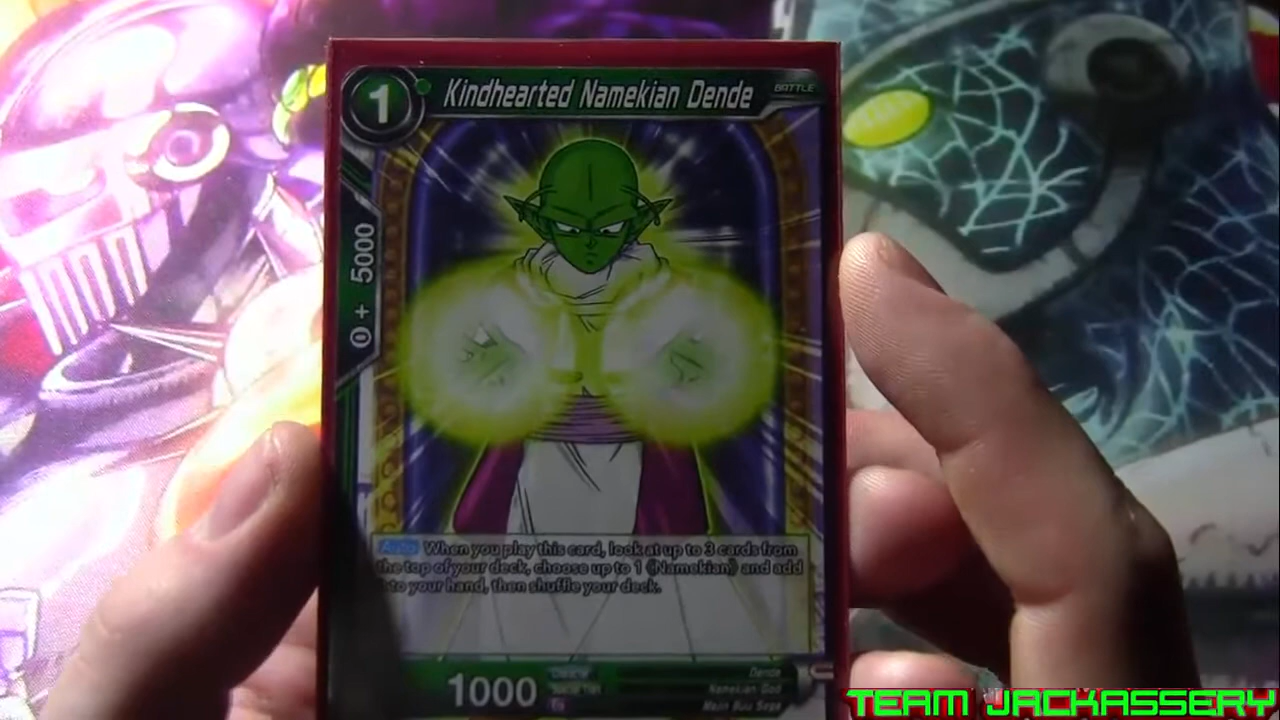 1 Kindhearted Namekian Dende BATTLE
0 + 5000
Auto When you play this card, look at up to 3 cards from
the top of your deck, choose up to 1 《Namekian》 and add
to your hand, then shuffle your deck.
1000
Dende
Namekian God
Majin Buu Saga
TEAM JACKASSERY